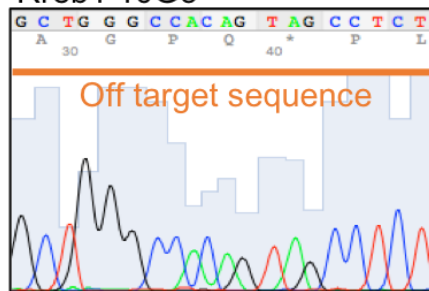 G C T G G G C C A C A G T A G C C T C T
A G P Q * P L
30 40
Off target sequence